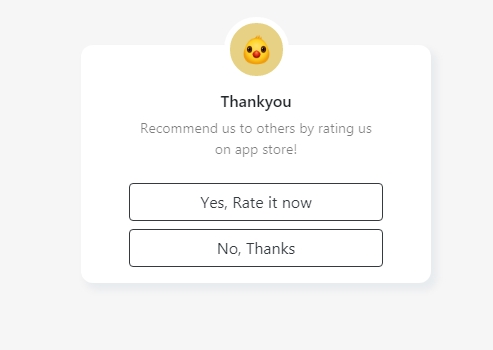 Thankyou
Recommend us to others by rating us
on app store!
Yes, Rate it now
No, Thanks